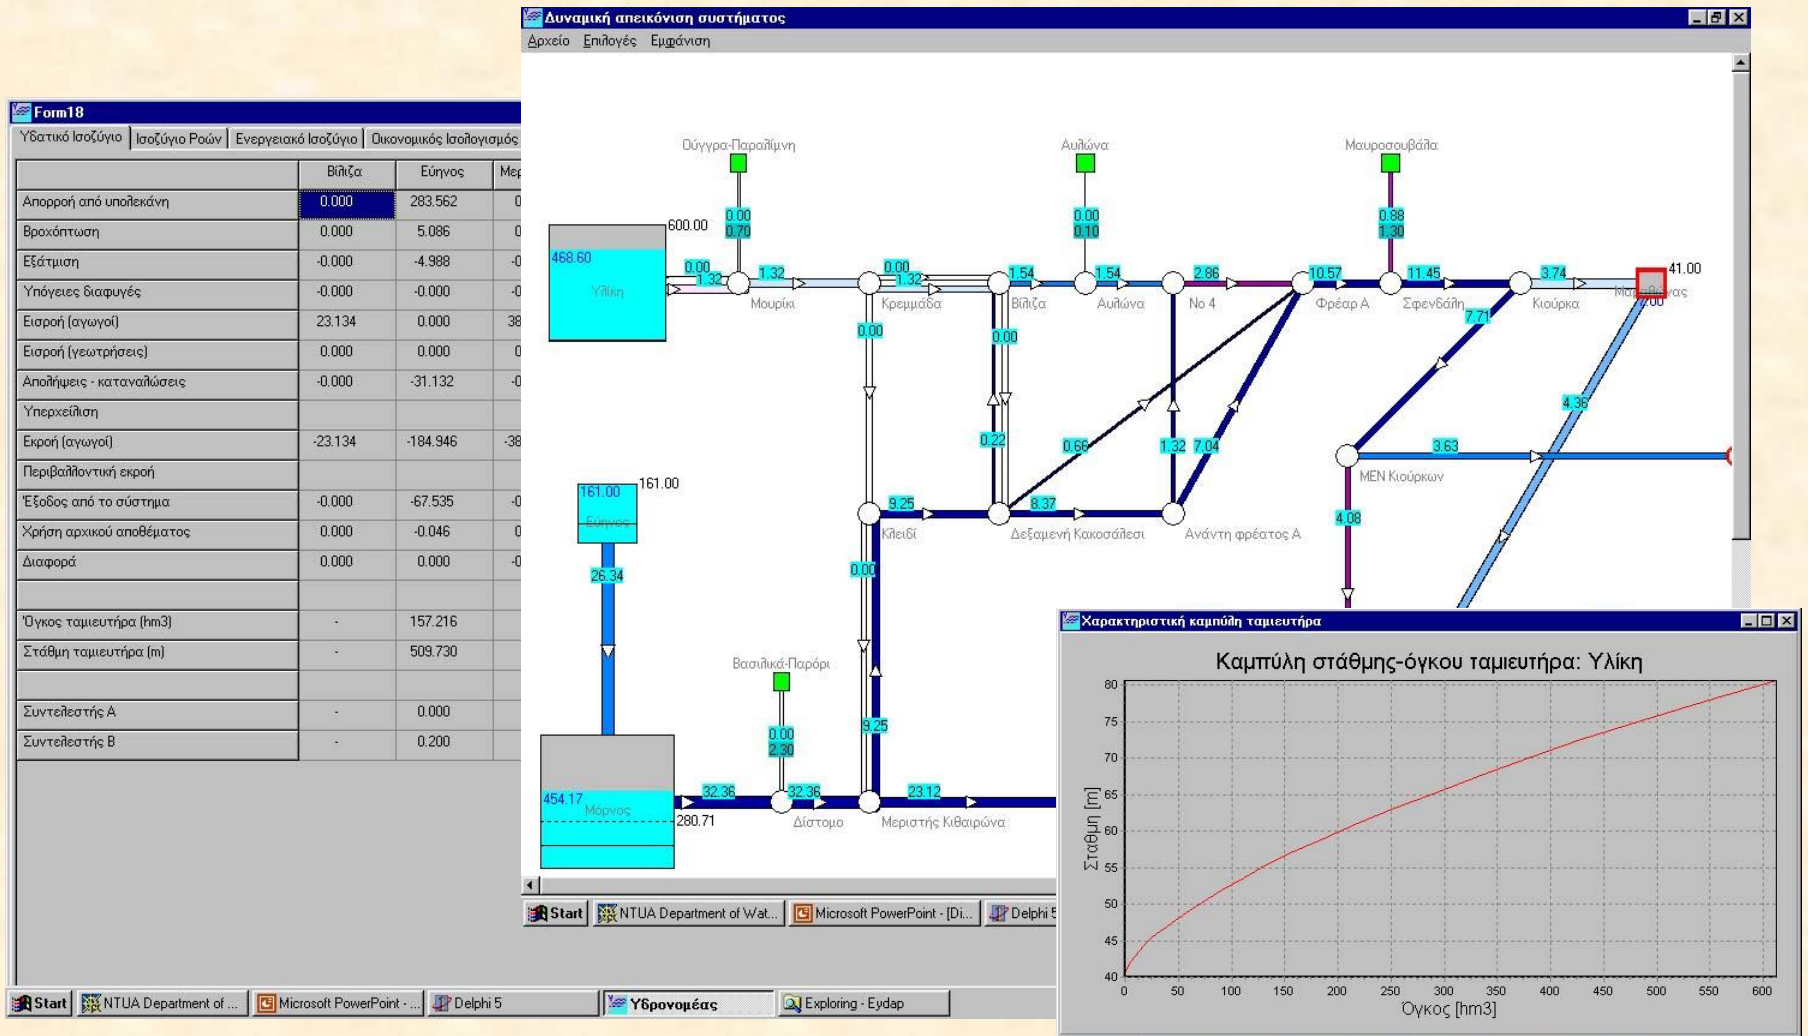 Form18
Υδατικό Ισοζύγιο Ισοζύγιο Ροών Ενεργειακό Ισοζύγιο Οικονομικός Ισολογισμός
Βίλιζα Εύηνος Μερ
Απορροή από υπολεκάνη 0.000 283.562 0
Βροχόπτωση 0.000 5.086 0
Εξάτμιση -0.000 -4.988 -0
Υπόγειες διαφυγές -0.000 -0.000 -0
Εισροή (αγωγοί) 23.134 0.000 38
Εισροή (γεωτρήσεις) 0.000 0.000 0
Απολήψεις - καταναλώσεις -0.000 -31.132 -0
Υπερχείλιση
Εκροή (αγωγοί) -23.134 -184.946 -38
Περιβαλλοντική εκροή
Έξοδος από το σύστημα -0.000 -67.535 -0
Χρήση αρχικού αποθέματος 0.000 -0.046 0
Διαφορά 0.000 0.000 -0
Όγκος ταμιευτήρα (hm3) - 157.216
Στάθμη ταμιευτήρα (m) - 509.730
Συντελεστής Α - 0.000
Συντελεστής Β - 0.200
Δυναμική απεικόνιση συστήματος
Αρχείο Επιλογές Εμφάνιση
Ούγγρα-Παραλίμνη Αυλώνα Μαυροσουβάλα
0.00 0.00 0.88
0.70 0.10 1.30
600.00
468.60
Υλίκη
0.00 0.00
1.32 1.32 1.32 1.54 1.54 2.86 10.57 11.45 3.74
41.00
Μουρίκι Κρεμμάδα Βίλιζα Αυλώνα Νο 4 Φρέαρ Α Σφενδάλη Κιούρκα Μαραθώνας
0.00 0.00 7.71
4.36
0.22 0.66 1.32 7.04 3.63
ΜΕΝ Κιούρκων
161.00 161.00
Εύηνος
9.25 8.37 4.08
Κλειδί Δεξαμενή Κακοσάλεσι Ανάντη φρέατος Α
26.34 0.00
Βασιλικά-Παρόρι
0.00
2.30
9.25
454.17
Μόρνος
280.71
32.36 32.36 23.12
Δίστομο Μεριστής Κιθαιρώνα
Start NTUA Department of Wat... Microsoft PowerPoint - [Di... Delphi 5
Χαρακτηριστική καμπύλη ταμιευτήρα
Καμπύλη στάθμης-όγκου ταμιευτήρα: Υλίκη
80
75
70
65
60
55
50
45
40
Σταθμη [m]
0 50 100 150 200 250 300 350 400 450 500 550 600
Όγκος [hm3]
Start NTUA Department of ... Microsoft PowerPoint - ... Delphi 5 Υδρονομέας Exploring - Eydap